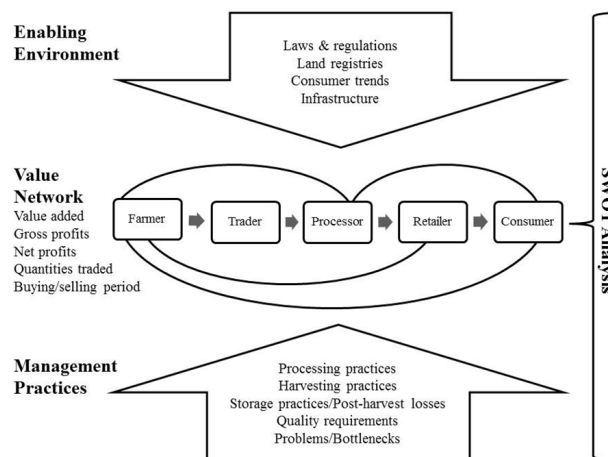 Enabling
Environment
Laws & regulations
Land registries
Consumer trends
Infrastructure
Value
Network
Value added
Gross profits
Net profits
Quantities traded
Buying/selling period
Farmer
Trader
Processor
Retailer
Consumer
SWOT Analysis
Management
Practices
Processing practices
Harvesting practices
Storage practices/Post-harvest losses
Quality requirements
Problems/Bottlenecks